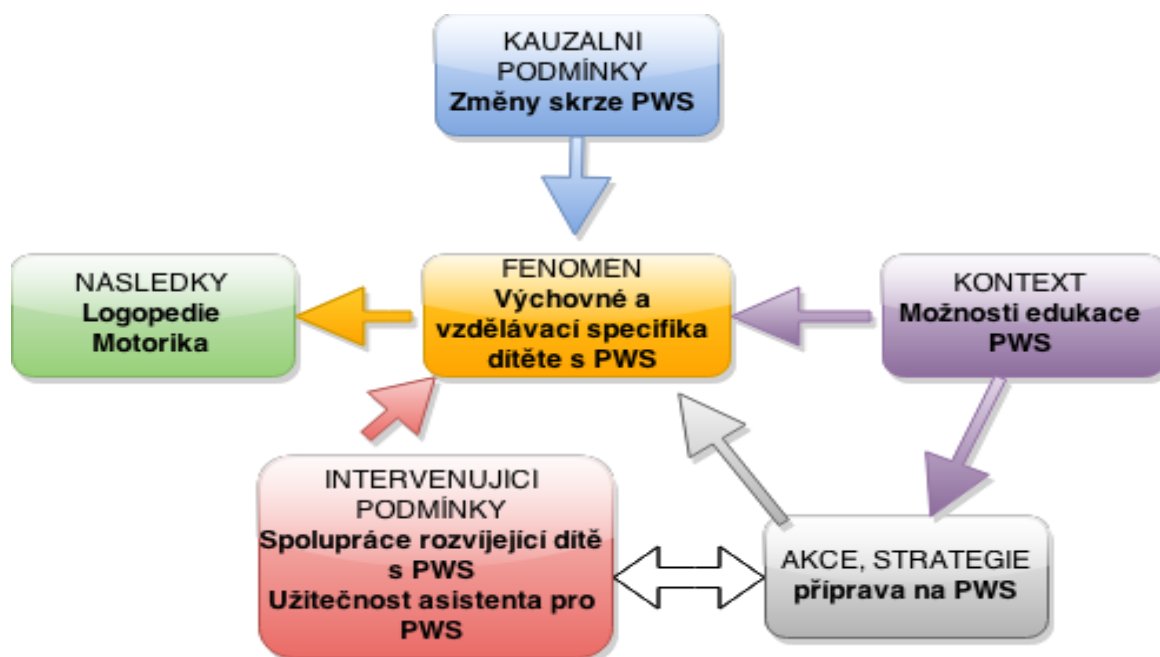 KAUZALNI
PODMÍNKY
Změny skrze PWS
NASLEDKY
Logopedie
Motorika
FENOMEN
Výchovné a
vzdělávací specifika
dítěte s PWS
KONTEXT
Možnosti edukace
PWS
INTERVENUJICI
PODMÍNKY
Spolupráce rozvíjející dítě
s PWS
Užitečnost asistenta pro
PWS
AKCE, STRATEGIE
příprava na PWS